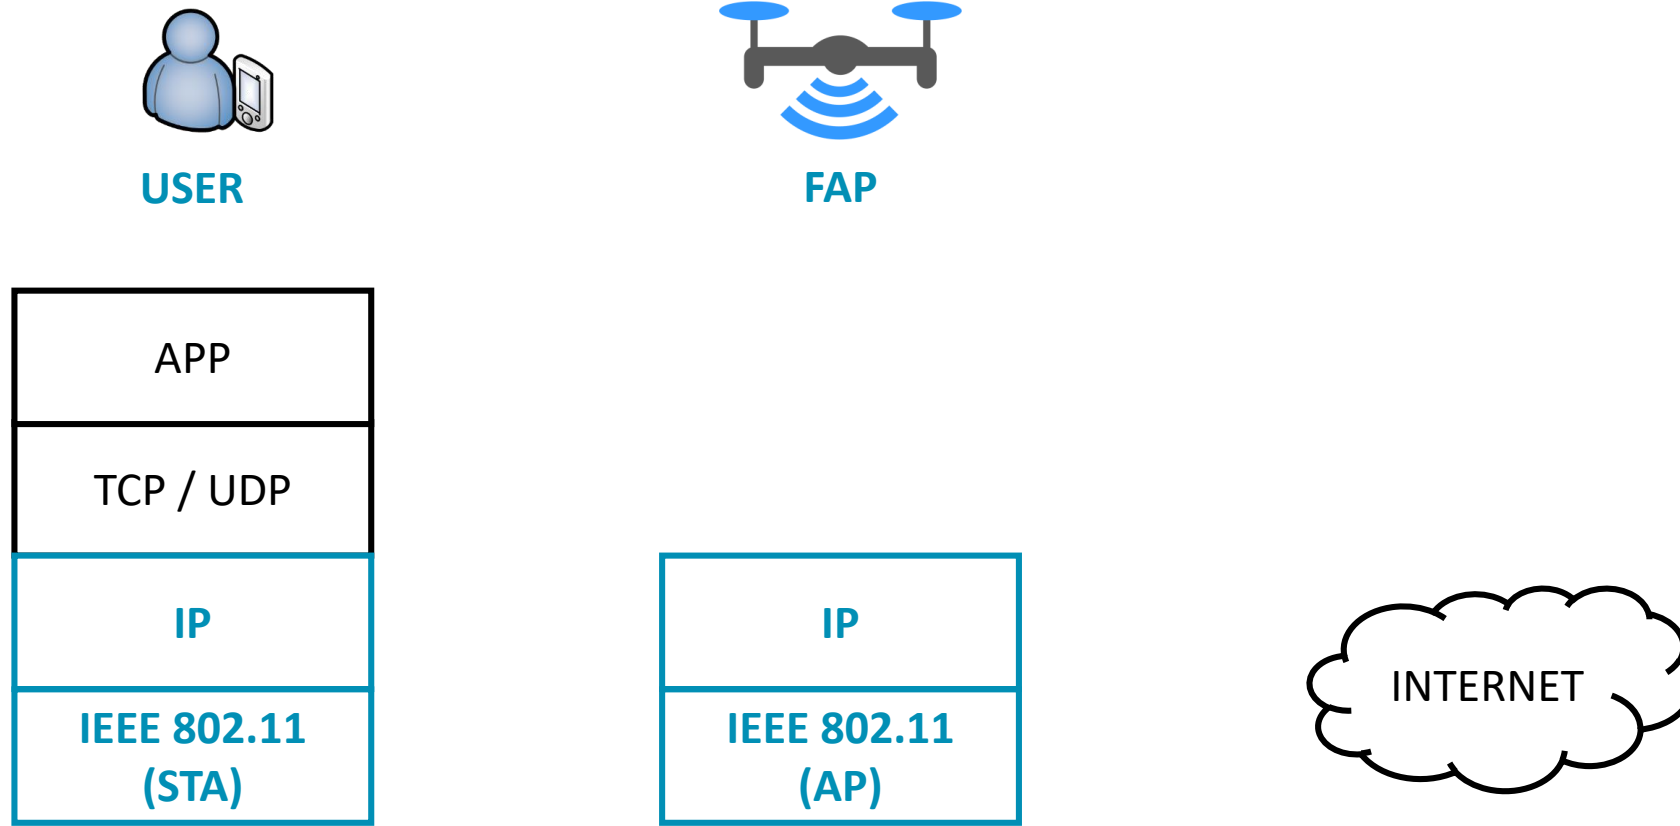 USER
FAP
APP
TCP / UDP
IP
IEEE 802.11
(STA)
IP
IEEE 802.11
(AP)
INTERNET